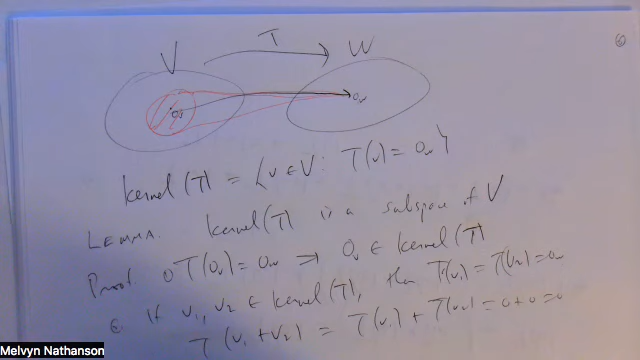 T
V W
0v 0w
kernel(T) = { v ∈ V : T(v) = 0w }
LEMMA. kernel(T) is a subspace of V
Proof. T(0v) = 0w ⇒ 0v ∈ kernel(T)
If v1, v2 ∈ kernel(T), then T(v1) = T(v2) = 0w
T(v1 + v2) = T(v1) + T(v2) = 0 + 0 = 0
Melvyn Nathanson